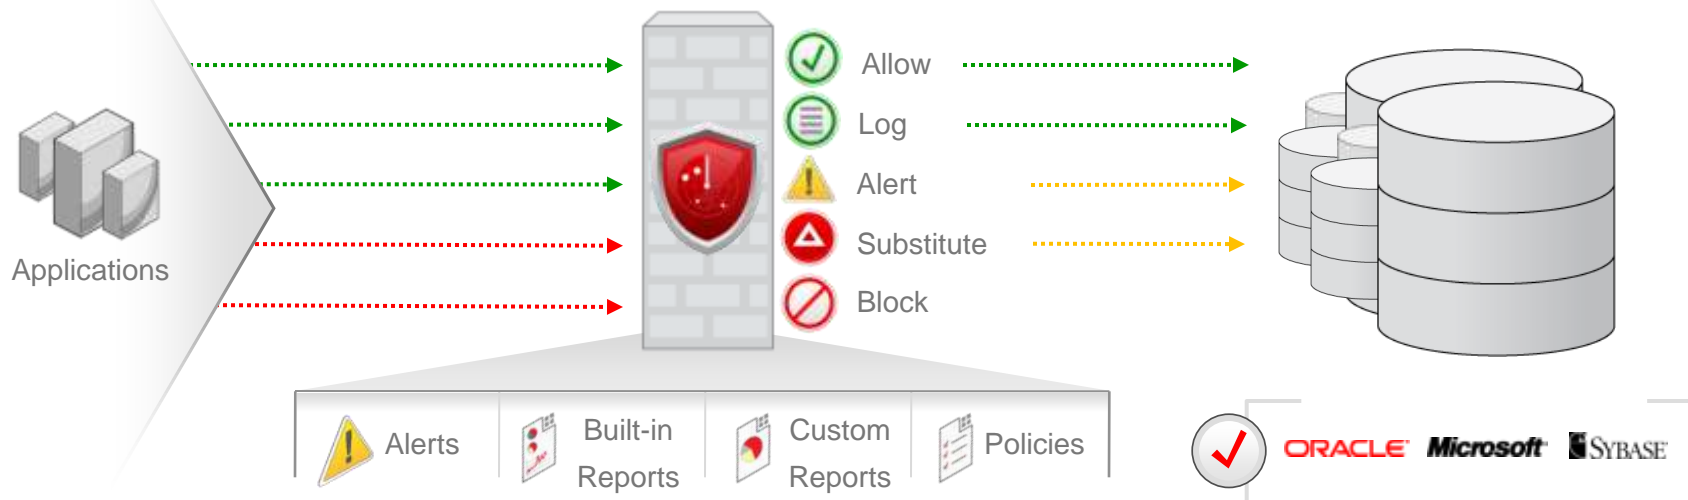 Allow
Log
Alert
Substitute
Block
Applications
Alerts
Built-in
Reports
Custom
Reports
Policies
ORACLE
Microsoft
SYBASE